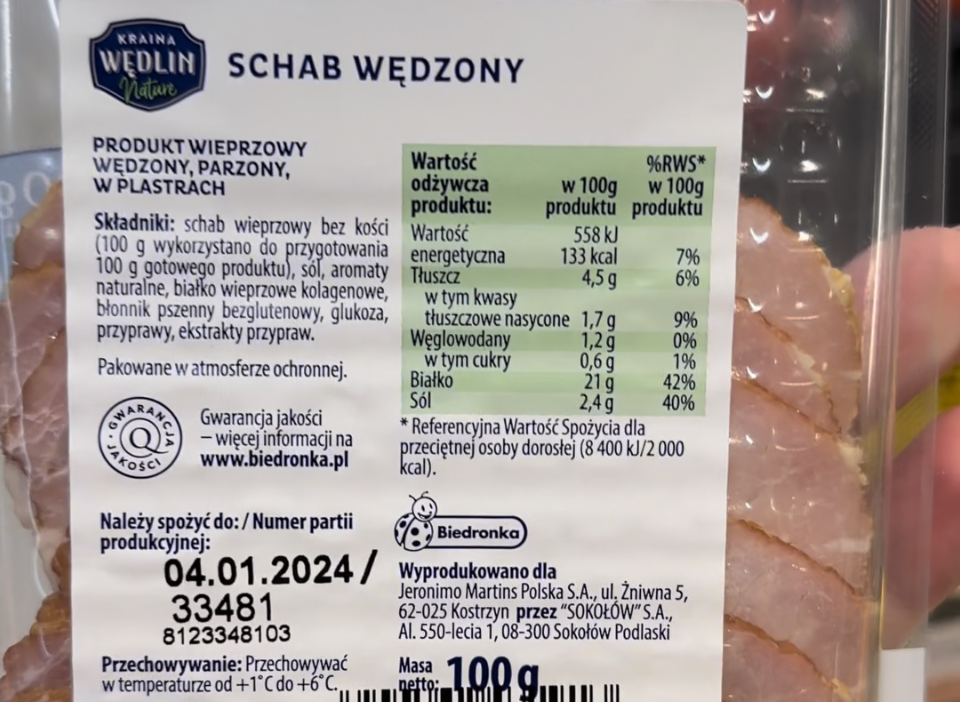 KRAINA
WĘDLIN
Nature
SCHAB WĘDZONY
PRODUKT WIEPRZOWY
WĘDZONY, PARZONY,
W PLASTRACH
Składniki: schab wieprzowy bez kości
(100 g wykorzystano do przygotowania
100 g gotowego produktu), sól, aromaty
naturalne, białko wieprzowe kolagenowe,
błonnik pszenny bezglutenowy, glukoza,
przyprawy, ekstrakty przypraw.
Pakowane w atmosferze ochronnej.
GWARANCJA
Q
JAKOŚCI
Gwarancja jakości
– więcej informacji na
www.biedronka.pl
Należy spożyć do: / Numer partii
produkcyjnej:
04.01.2024 /
33481
8123348103
Przechowywanie: Przechowywać
w temperaturze od +1°C do +6°C.
Wartość %RWS*
odżywcza w 100g w 100g
produktu: produktu produktu
Wartość 558 kJ
energetyczna 133 kcal 7%
Tłuszcz 4,5 g 6%
w tym kwasy
tłuszczowe nasycone 1,7 g 9%
Węglowodany 1,2 g 0%
w tym cukry 0,6 g 1%
Białko 21 g 42%
Sól 2,4 g 40%
* Referencyjna Wartość Spożycia dla
przeciętnej osoby dorosłej (8 400 kJ/2 000
kcal).
Biedronka
Wyprodukowano dla
Jeronimo Martins Polska S.A., ul. Żniwna 5,
62-025 Kostrzyn przez "SOKOŁÓW" S.A.,
Al. 550-lecia 1, 08-300 Sokołów Podlaski
Masa
netto: 100 g